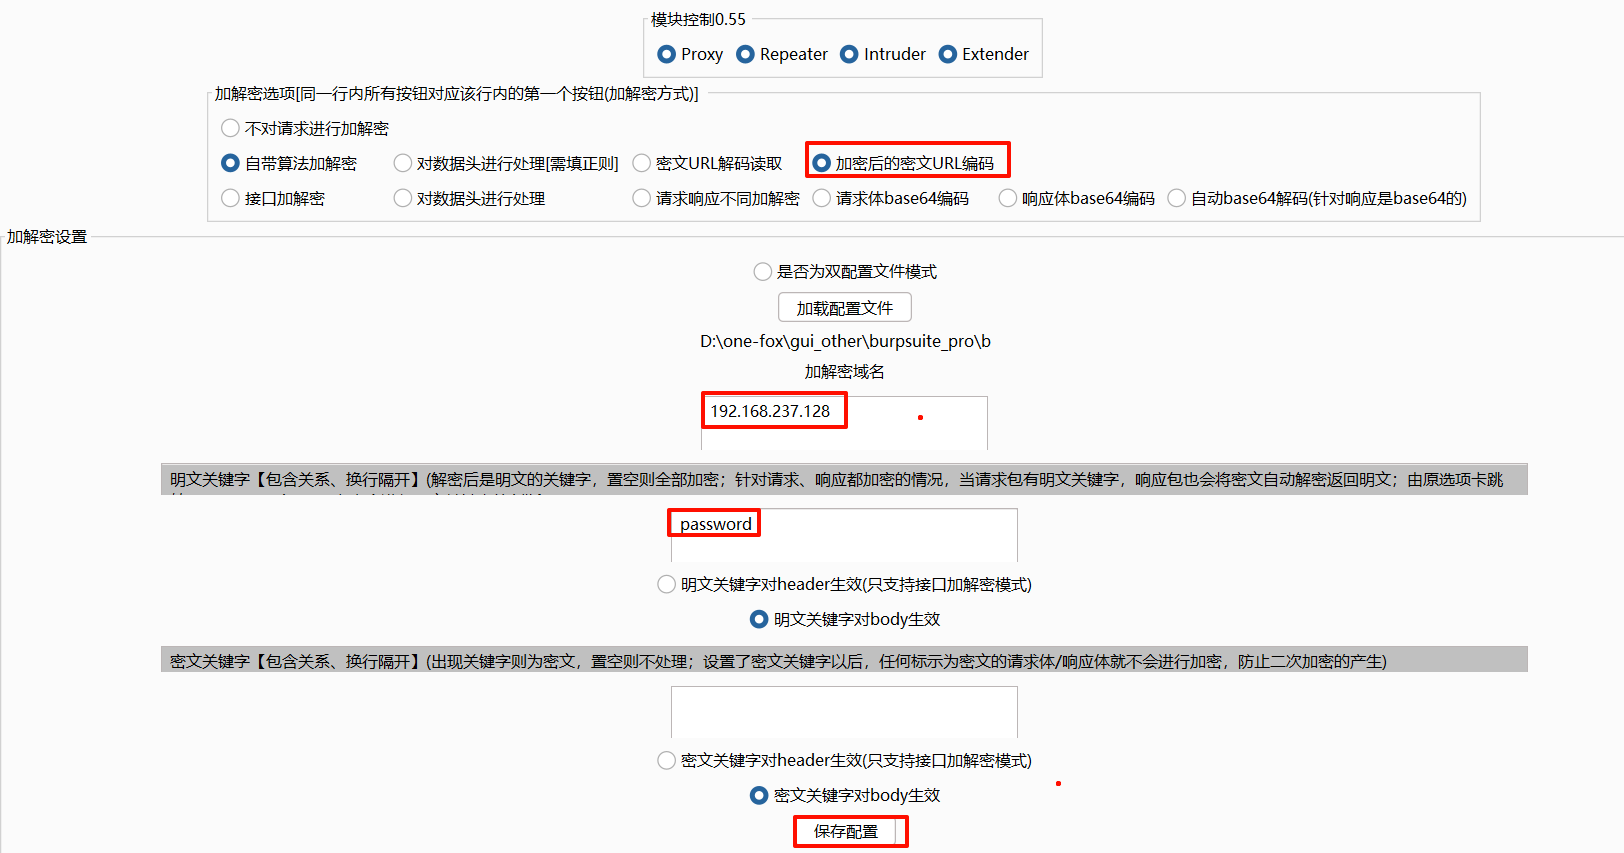 模块控制0.55
Proxy Repeater Intruder Extender
加解密选项[同一行内所有按钮对应该行内的第一个按钮(加解密方式)]
不对请求进行加解密
自带算法加解密 对数据头进行处理[需填正则] 密文URL解码读取 加密后的密文URL编码
接口加解密 对数据头进行处理 请求响应不同加解密 请求体base64编码 响应体base64编码 自动base64解码(针对响应是base64的)
加解密设置
是否为双配置文件模式
加载配置文件
D:\one-fox\gui_other\burpsuite_pro\b
加解密域名
192.168.237.128
明文关键字【包含关系、换行隔开】(解密后是明文的关键字，置空则全部加密；针对请求、响应都加密的情况，当请求包有明文关键字，响应包也会将密文自动解密返回明文；由原选项卡跳
password
明文关键字对header生效(只支持接口加解密模式)
明文关键字对body生效
密文关键字【包含关系、换行隔开】(出现关键字则为密文，置空则不处理；设置了密文关键字以后，任何标示为密文的请求体/响应体就不会进行加密，防止二次加密的产生)
密文关键字对header生效(只支持接口加解密模式)
密文关键字对body生效
保存配置